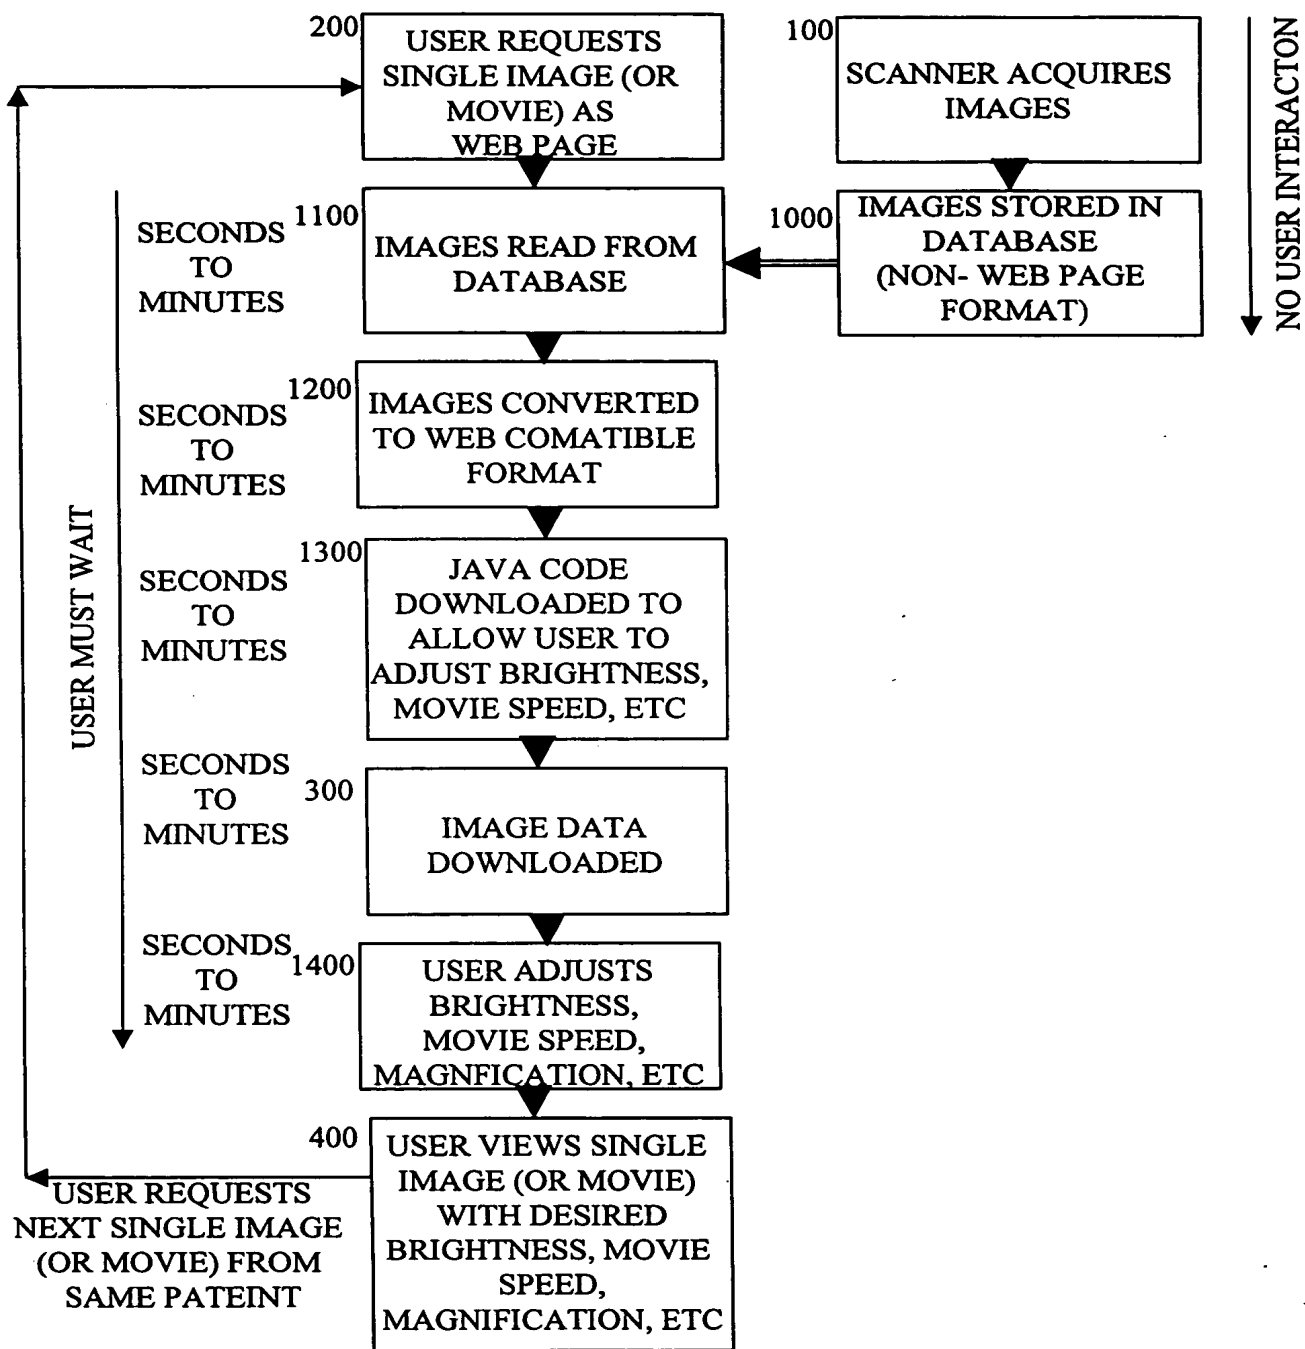 200
USER REQUESTS
SINGLE IMAGE (OR
MOVIE) AS
WEB PAGE
100
SCANNER ACQUIRES
IMAGES
NO USER INTERACTON
1000
IMAGES STORED IN
DATABASE
(NON- WEB PAGE
FORMAT)
SECONDS
TO
MINUTES
1100
IMAGES READ FROM
DATABASE
SECONDS
TO
MINUTES
1200
IMAGES CONVERTED
TO WEB COMATIBLE
FORMAT
USER MUST WAIT
SECONDS
TO
MINUTES
1300
JAVA CODE
DOWNLOADED TO
ALLOW USER TO
ADJUST BRIGHTNESS,
MOVIE SPEED, ETC
SECONDS
TO
MINUTES
300
IMAGE DATA
DOWNLOADED
SECONDS
TO
MINUTES
1400
USER ADJUSTS
BRIGHTNESS,
MOVIE SPEED,
MAGNFICATION, ETC
400
USER VIEWS SINGLE
IMAGE (OR MOVIE)
WITH DESIRED
BRIGHTNESS, MOVIE
SPEED,
MAGNIFICATION, ETC
USER REQUESTS
NEXT SINGLE IMAGE
(OR MOVIE) FROM
SAME PATEINT